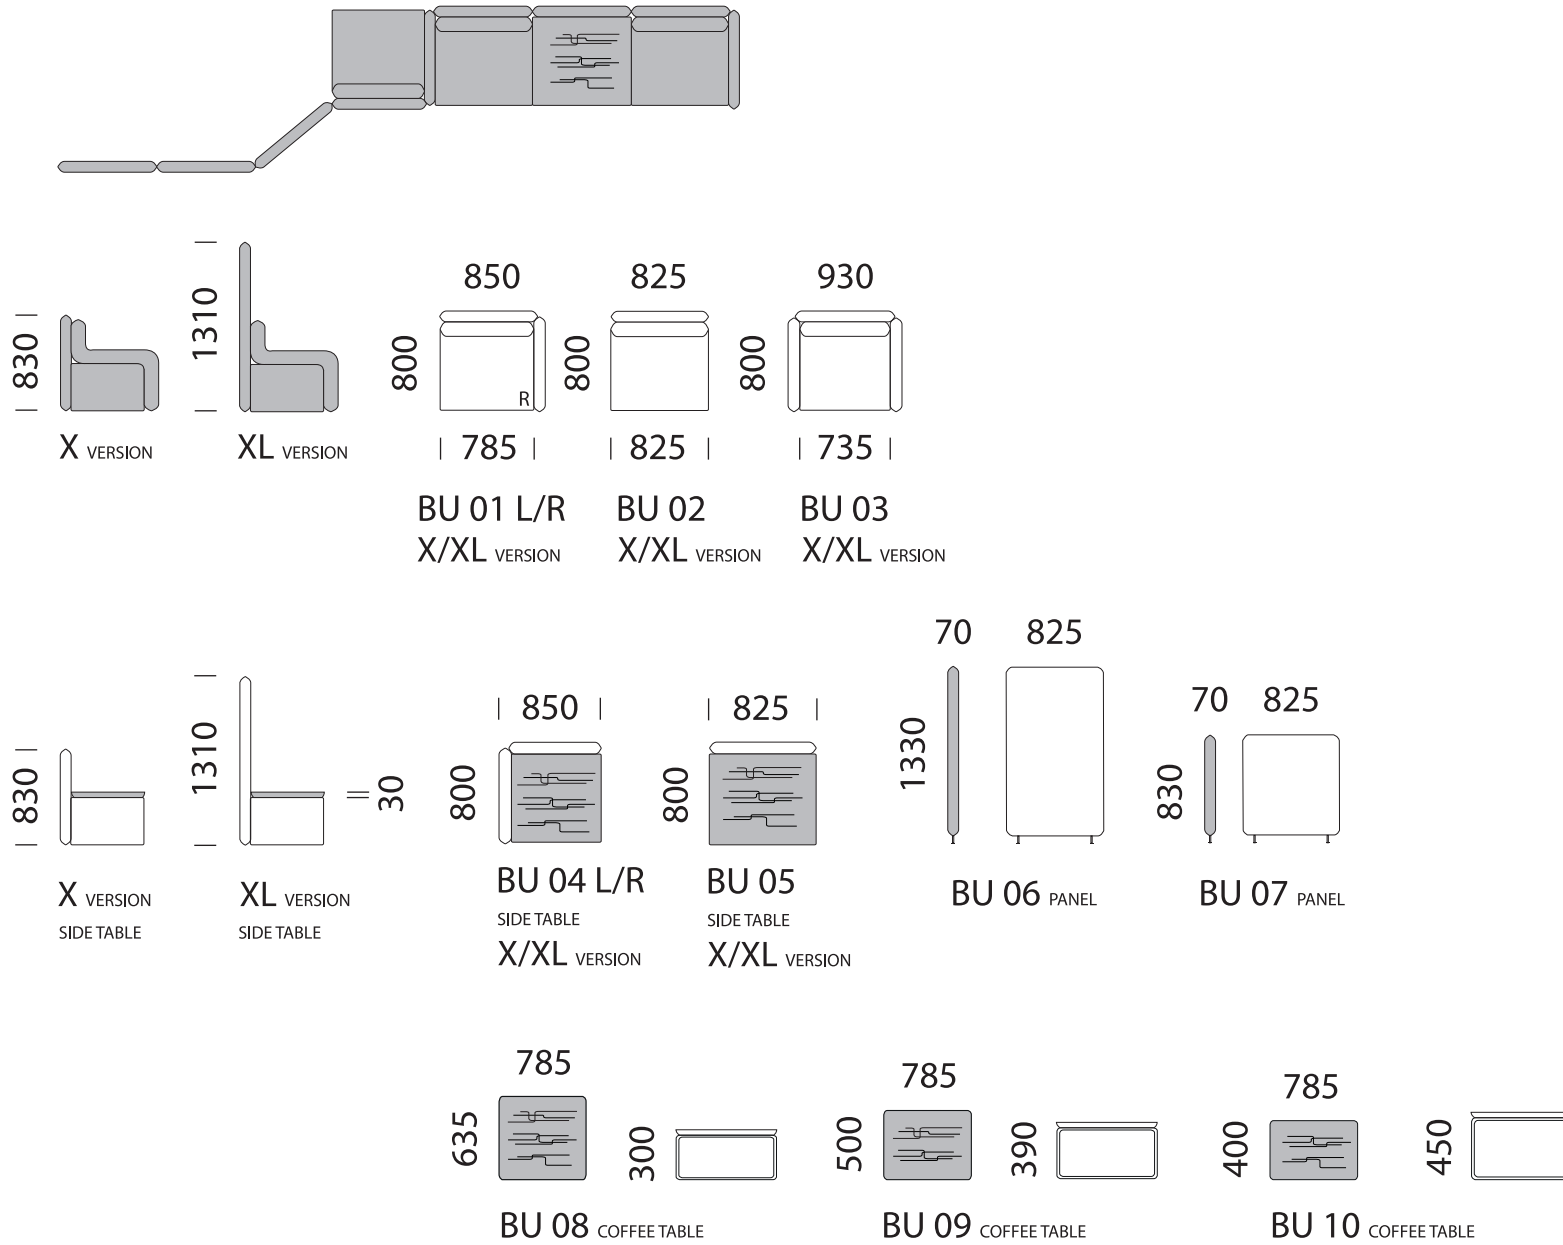 850 825 930
830 1310 800 800 800
R
785 825 735
X VERSION XL VERSION
BU 01 L/R BU 02 BU 03
X/XL VERSION X/XL VERSION X/XL VERSION
70 825
850 825
70 825
830 1310 30 800 800 1330 830
X VERSION XL VERSION BU 04 L/R BU 05 BU 06 PANEL BU 07 PANEL
SIDE TABLE SIDE TABLE SIDE TABLE SIDE TABLE
X/XL VERSION X/XL VERSION
785 785 785
635 300 500 390 400 450
BU 08 COFFEE TABLE BU 09 COFFEE TABLE BU 10 COFFEE TABLE